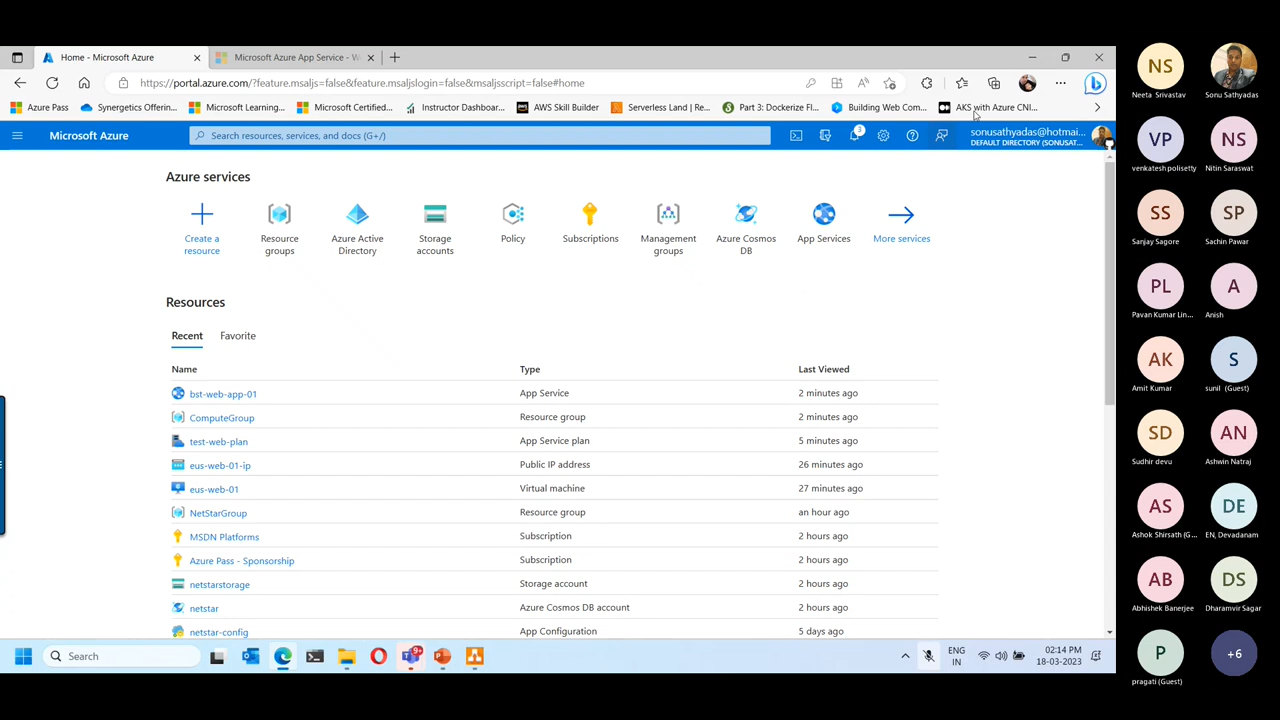 Home - Microsoft Azure
Microsoft Azure App Service - W
https://portal.azure.com/?feature.msaljs=false&feature.msaljslogin=false&msaljsscript=false#home
Azure Pass
Synergetics Offering...
Microsoft Learning...
Microsoft Certified...
Instructor Dashboar...
AWS Skill Builder
Serverless Land | Re...
Part 3: Dockerize Fl...
Building Web Com...
AKS with Azure CNI...
Microsoft Azure
Search resources, services, and docs (G+/)
3
sonusathyadas@hotmai...
DEFAULT DIRECTORY (SONUSAT...
Azure services
Create a
resource
Resource
groups
Azure Active
Directory
Storage
accounts
Policy
Subscriptions
Management
groups
Azure Cosmos
DB
App Services
More services
Resources
Recent
Favorite
Name Type Last Viewed
bst-web-app-01 App Service 2 minutes ago
ComputeGroup Resource group 2 minutes ago
test-web-plan App Service plan 5 minutes ago
eus-web-01-ip Public IP address 26 minutes ago
eus-web-01 Virtual machine 27 minutes ago
NetStarGroup Resource group an hour ago
MSDN Platforms Subscription 2 hours ago
Azure Pass - Sponsorship Subscription 2 hours ago
netstarstorage Storage account 2 hours ago
netstar Azure Cosmos DB account 2 hours ago
netstar-config App Configuration 5 days ago
Search
9+
ENG
IN
02:14 PM
18-03-2023
NS
Neeta Srivastav
Sonu Sathyadas
VP
venkatesh polisetty
NS
Nitin Saraswat
SS
Sanjay Sagore
SP
Sachin Pawar
PL
Pavan Kumar Lin...
A
Anish
AK
Amit Kumar
S
sunil (Guest)
SD
Sudhir devu
AN
Ashwin Natraj
AS
Ashok Shirsath (G...
DE
EN, Devadanam
AB
Abhishek Banerjee
DS
Dharamvir Sagar
P
pragati (Guest)
+6